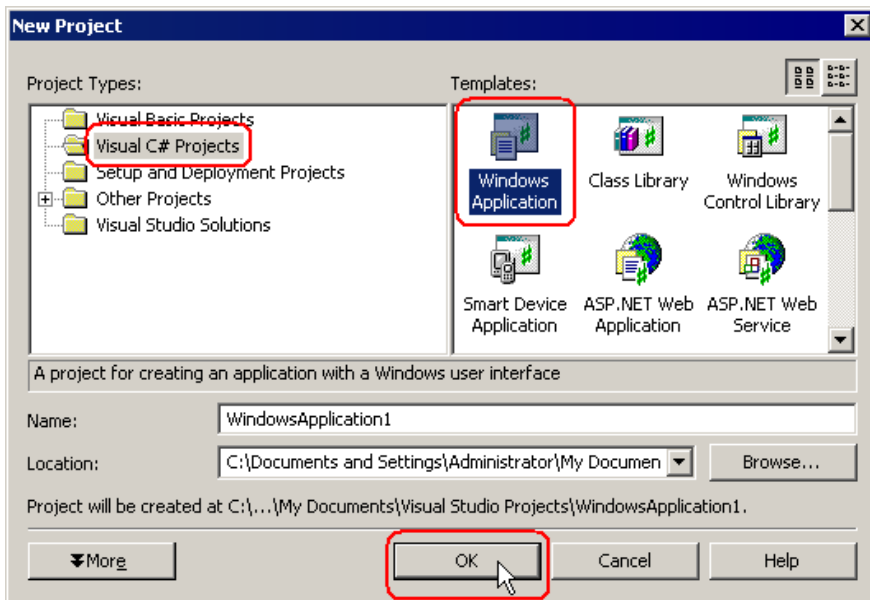 New Project
Project Types:
Templates:
Visual Basic Projects
Visual C# Projects
Setup and Deployment Projects
Other Projects
Visual Studio Solutions
Windows
Application
Class Library
Windows
Control Library
Smart Device
Application
ASP.NET Web
Application
ASP.NET Web
Service
A project for creating an application with a Windows user interface
Name:
WindowsApplication1
Location:
C:\Documents and Settings\Administrator\My Documen
Browse...
Project will be created at C:\...\My Documents\Visual Studio Projects\WindowsApplication1.
More
OK
Cancel
Help